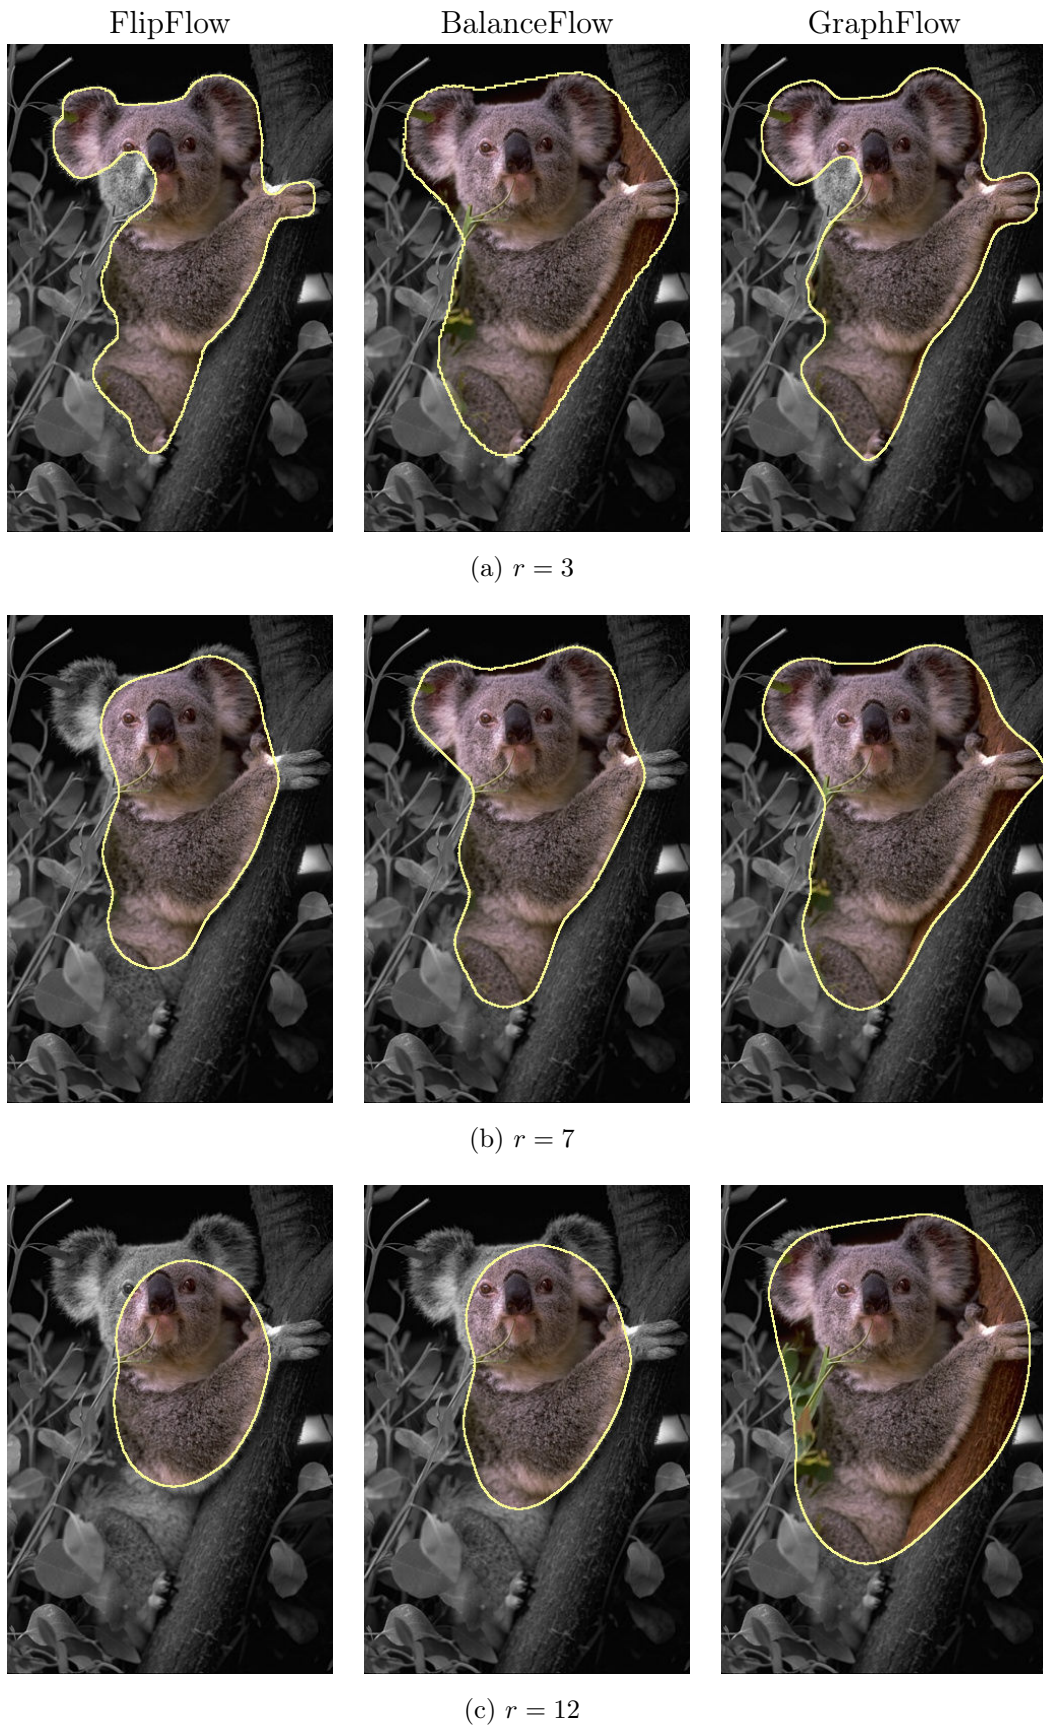 FlipFlow BalanceFlow GraphFlow
(a) r = 3
(b) r = 7
(c) r = 12